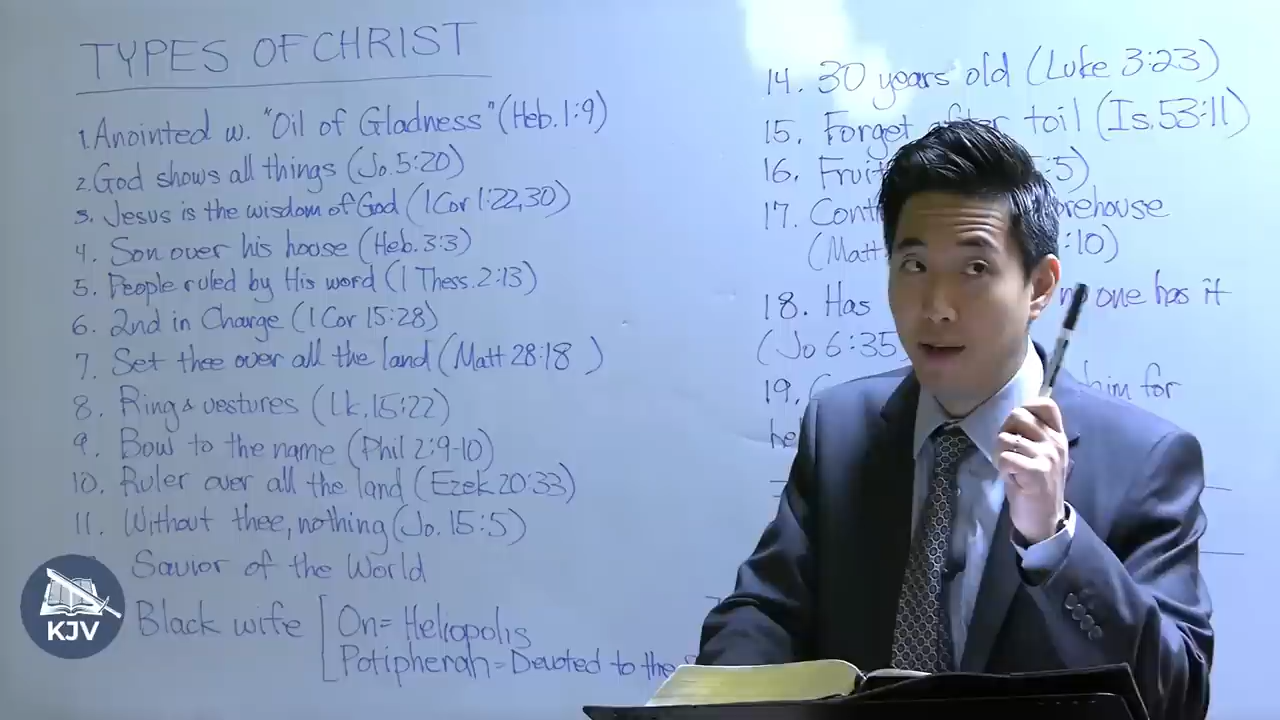 TYPES OF CHRIST
1. Anointed w. "Oil of Gladness" (Heb. 1:9)
2. God shows all things (Jo. 5:20)
3. Jesus is the wisdom of God (1 Cor 1:22,30)
4. Son over his house (Heb. 3:3)
5. People ruled by His word (1 Thess. 2:13)
6. 2nd in Charge (1 Cor 15:28)
7. Set thee over all the land (Matt 28:18 )
8. Ring & vestures (Lk. 15:22)
9. Bow to the name (Phil 2:9-10)
10. Ruler over all the land (Ezek 20:33)
11. Without thee, nothing (Jo. 15:5)
Savior of the World
Black wife [ On = Heliopolis
Potipherah = Devoted to the
KJV
14. 30 years old (Luke 3:23)
15. Forget after toil (Is. 53:11)
16. :5)
17. 
(Matt :10)
18. Has no one has it
(Jo 6:35
19. him for